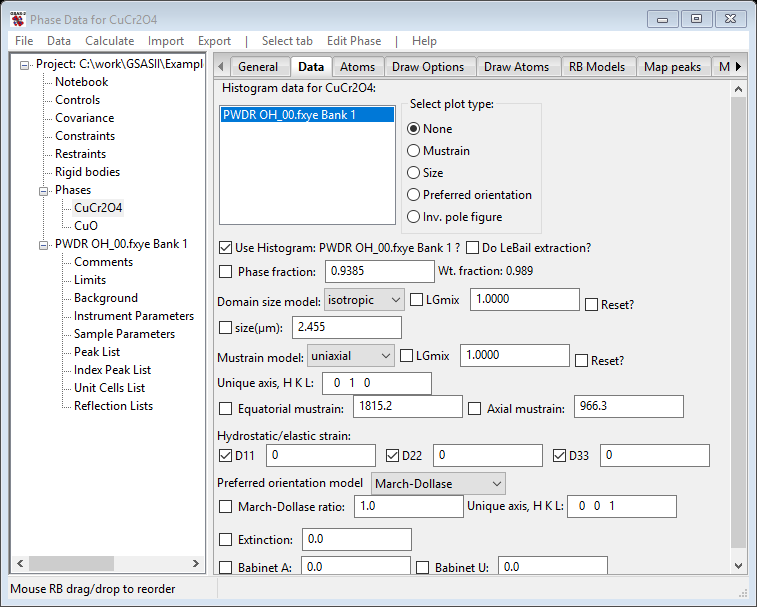 Phase Data for CuCr2O4
File Data Calculate Import Export | Select tab Edit Phase | Help
Project: C:\work\GSASII\Exampl
Notebook
Controls
Covariance
Constraints
Restraints
Rigid bodies
Phases
CuCr2O4
CuO
PWDR OH_00.fxye Bank 1
Comments
Limits
Background
Instrument Parameters
Sample Parameters
Peak List
Index Peak List
Unit Cells List
Reflection Lists
General Data Atoms Draw Options Draw Atoms RB Models Map peaks M
Histogram data for CuCr2O4:
PWDR OH_00.fxye Bank 1
Select plot type:
None
Mustrain
Size
Preferred orientation
Inv. pole figure
Use Histogram: PWDR OH_00.fxye Bank 1 ? Do LeBail extraction?
Phase fraction: 0.9385 Wt. fraction: 0.989
Domain size model: isotropic LGmix 1.0000 Reset?
size(μm): 2.455
Mustrain model: uniaxial LGmix 1.0000 Reset?
Unique axis, H K L: 0 1 0
Equatorial mustrain: 1815.2 Axial mustrain: 966.3
Hydrostatic/elastic strain:
D11 0 D22 0 D33 0
Preferred orientation model March-Dollase
March-Dollase ratio: 1.0 Unique axis, H K L: 0 0 1
Extinction: 0.0
Babinet A: 0.0 Babinet U: 0.0
Mouse RB drag/drop to reorder